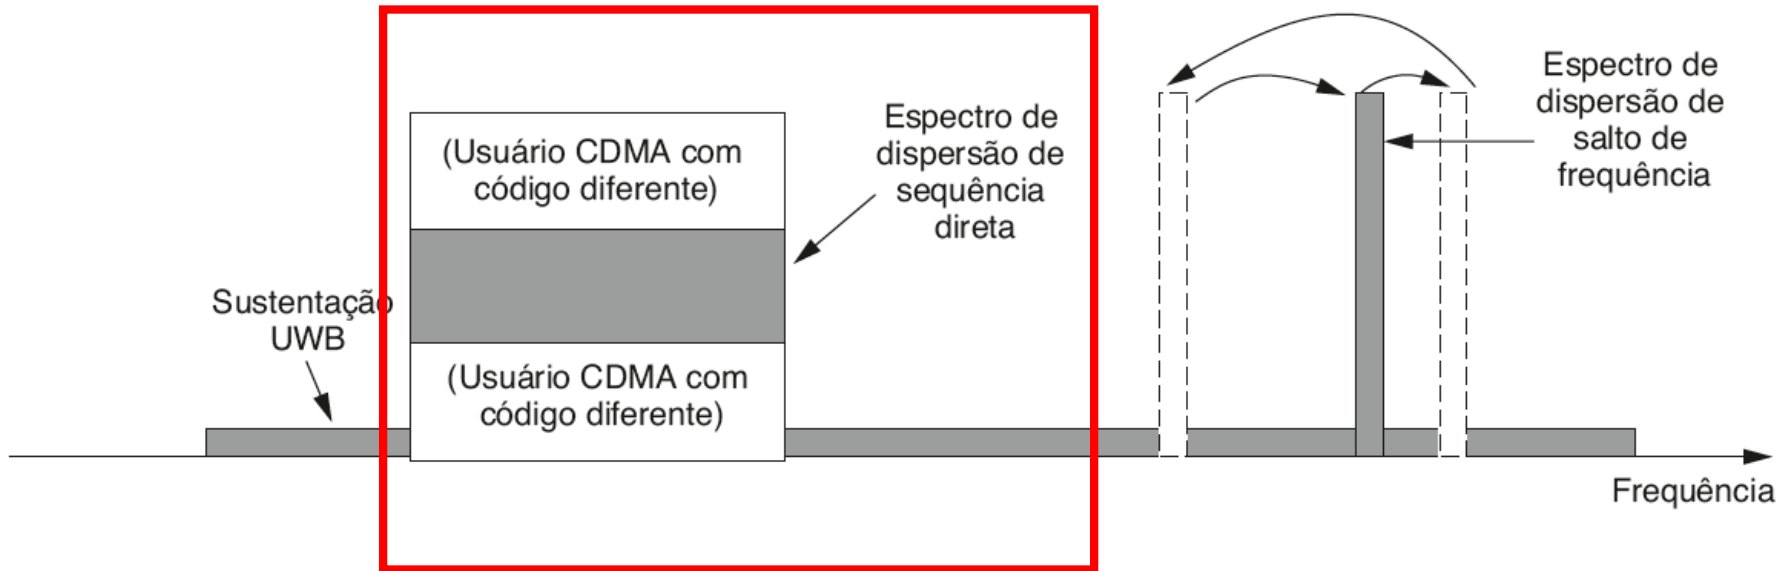 (Usuário CDMA com
código diferente)
Espectro de
dispersão de
sequência
direta
Espectro de
dispersão de
salto de
frequência
Sustentação
UWB
(Usuário CDMA com
código diferente)
Frequência